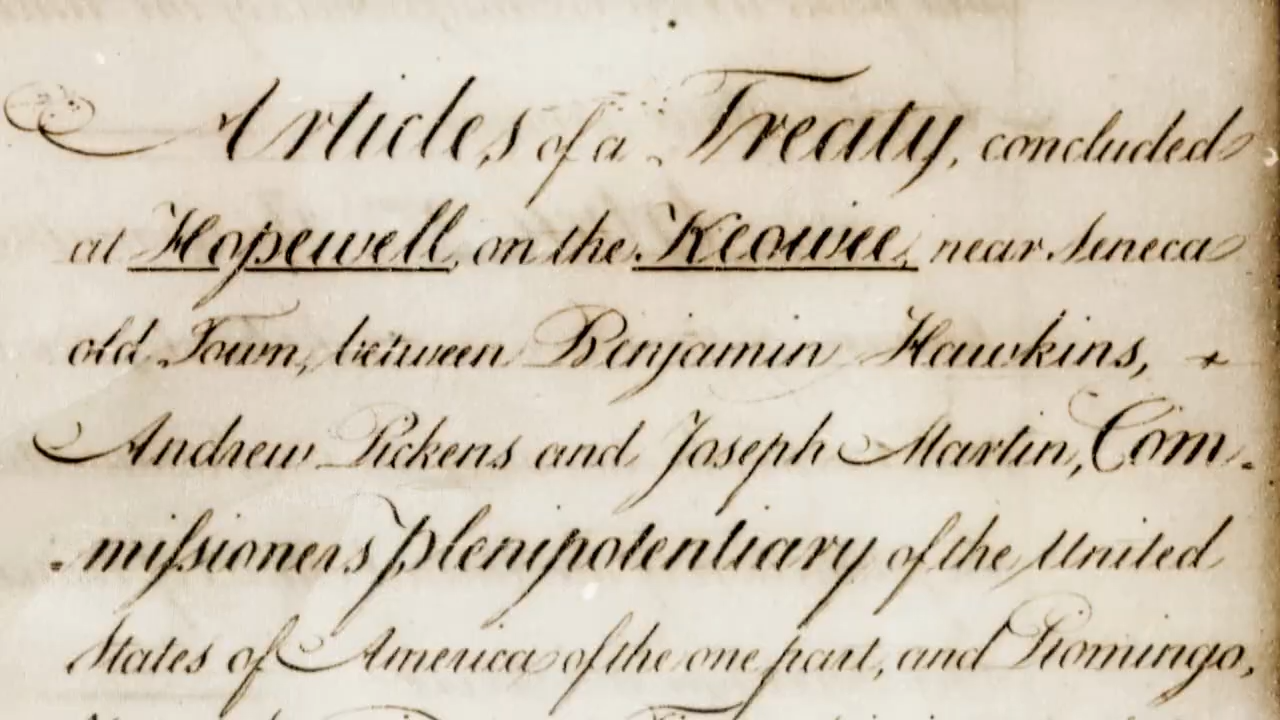 Articles of a Treaty, concluded
at Hopewell, on the Keowee, near Seneca
old Town, between Benjamin Hawkins, +
Andrew Pickens and Joseph Martin, Com-
-missioners plenipotentiary of the United
States of America of the one part, and Piomingo,